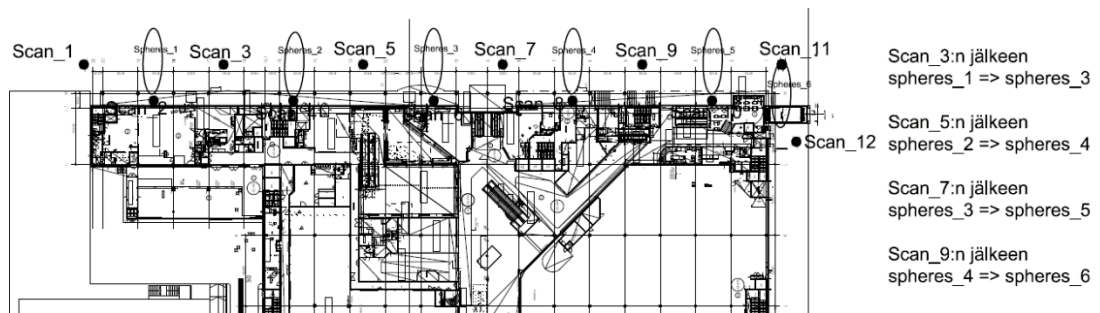 Scan_1
Spheres_1
Scan_3
Spheres_2
Scan_5
Spheres_3
Scan_7
Spheres_4
Scan_9
Spheres_5
Scan_11
Spheres_6
Scan_12
Scan_3:n jälkeen
spheres_1 => spheres_3
Scan_5:n jälkeen
spheres_2 => spheres_4
Scan_7:n jälkeen
spheres_3 => spheres_5
Scan_9:n jälkeen
spheres_4 => spheres_6